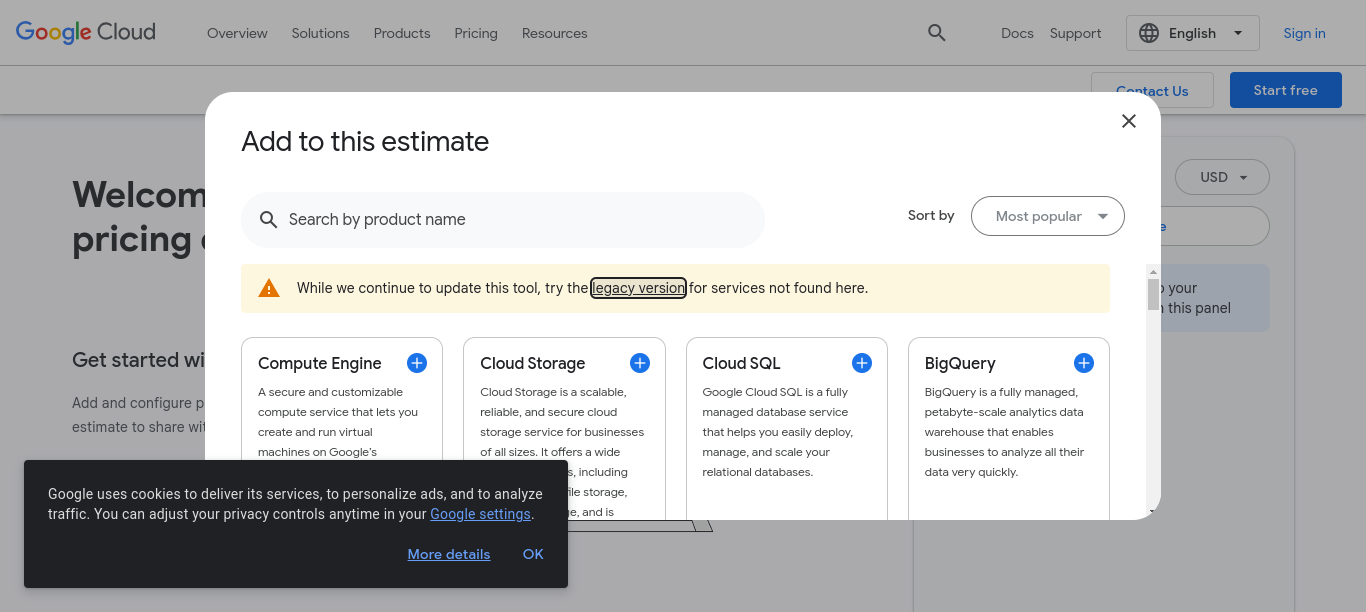 Google Cloud
Overview
Solutions
Products
Pricing
Resources
Docs
Support
English
Sign in
Contact Us
Start free
Add to this estimate
Search by product name
Sort by
Most popular
USD
While we continue to update this tool, try the legacy version for services not found here.
your
this panel
pricing
Get started
Add and configure
estimate to share
Compute Engine
A secure and customizable
compute service that lets you
create and run virtual
machines on Google's
Cloud Storage
Cloud Storage is a scalable,
reliable, and secure cloud
storage service for businesses
of all sizes. It offers a wide
including
file storage,
and is
Cloud SQL
Google Cloud SQL is a fully
managed database service
that helps you easily deploy,
manage, and scale your
relational databases.
BigQuery
BigQuery is a fully managed,
petabyte-scale analytics data
warehouse that enables
businesses to analyze all their
data very quickly.
Google uses cookies to deliver its services, to personalize ads, and to analyze
traffic. You can adjust your privacy controls anytime in your Google settings.
More details
OK